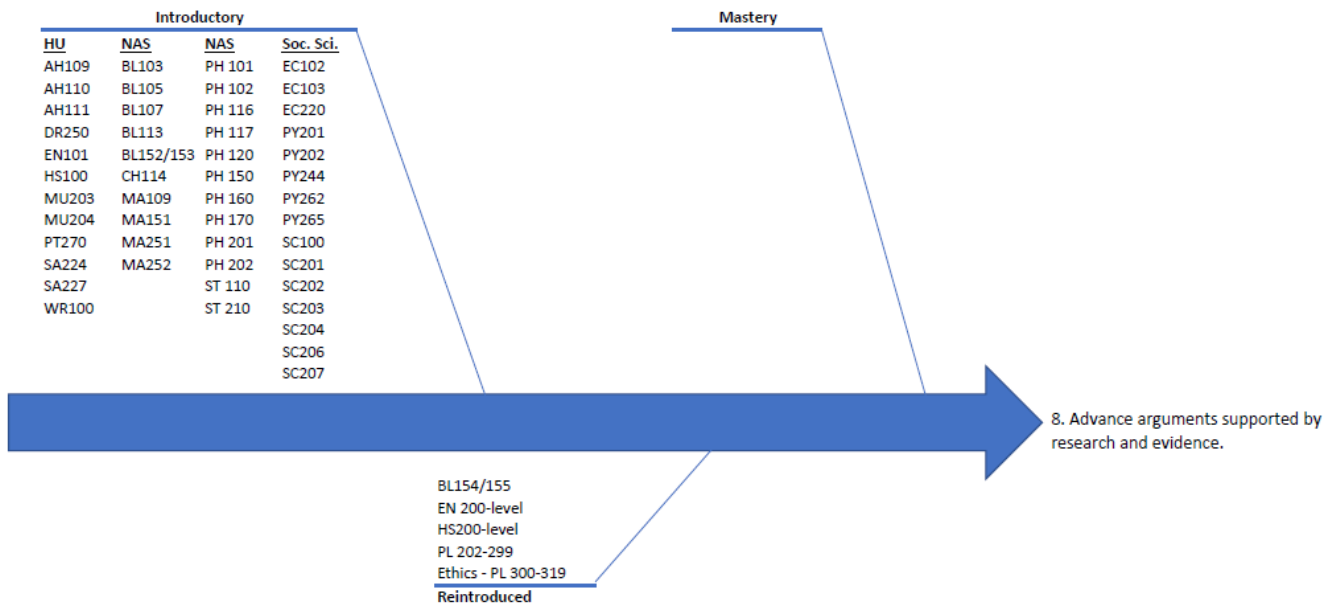 Introductory Mastery
HU NAS NAS Soc. Sci.
AH109 BL103 PH 101 EC102
AH110 BL105 PH 102 EC103
AH111 BL107 PH 116 EC220
DR250 BL113 PH 117 PY201
EN101 BL152/153 PH 120 PY202
HS100 CH114 PH 150 PY244
MU203 MA109 PH 160 PY262
MU204 MA151 PH 170 PY265
PT270 MA251 PH 201 SC100
SA224 MA252 PH 202 SC201
SA227 ST 110 SC202
WR100 ST 210 SC203
SC204
SC206
SC207
8. Advance arguments supported by
research and evidence.
BL154/155
EN 200-level
HS200-level
PL 202-299
Ethics - PL 300-319
Reintroduced